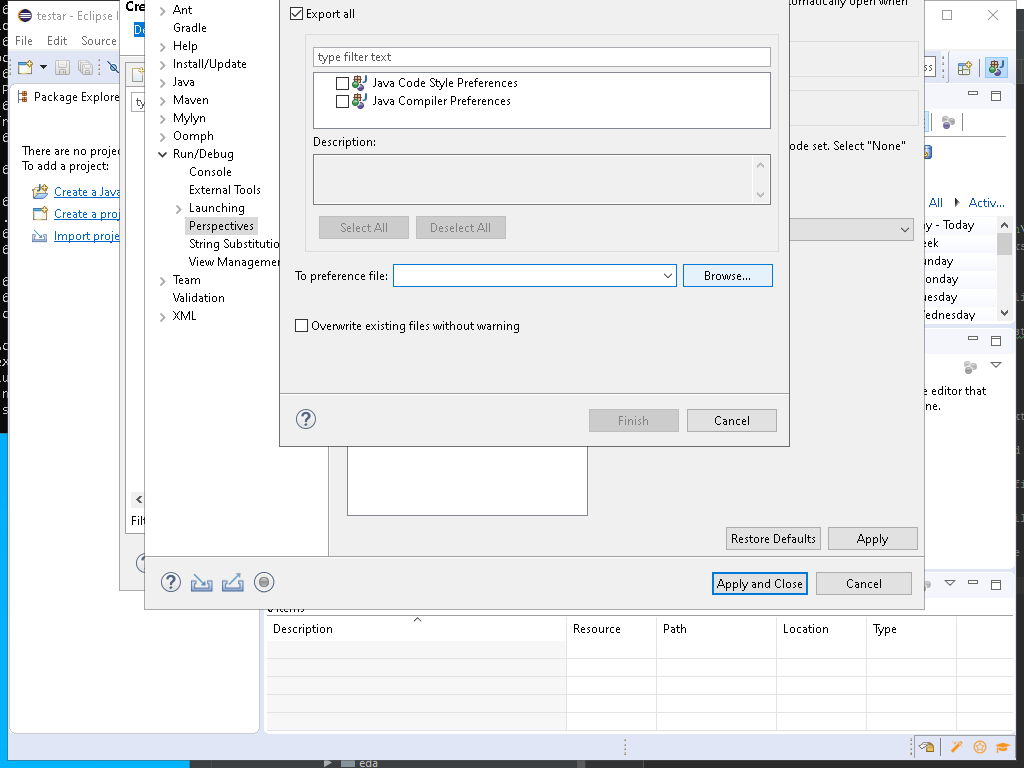 testar - Eclipse I
File Edit Source
Package Explore
There are no projec
To add a project:
Create a Java
Create a proj
Import proje
Cre
De
ty
Filt
Ant
Gradle
Help
Install/Update
Java
Maven
Mylyn
Oomph
Run/Debug
Console
External Tools
Launching
Perspectives
String Substitutio
View Managemen
Team
Validation
XML
Export all
type filter text
Java Code Style Preferences
Java Compiler Preferences
Description:
Select All Deselect All
To preference file: Browse...
Overwrite existing files without warning
Finish Cancel
utomatically open when
ode set. Select "None"
Restore Defaults Apply
Apply and Close Cancel
ss
All Activ...
y - Today
eek
unday
onday
uesday
ednesday
e editor that
ne.
Description Resource Path Location Type
eda